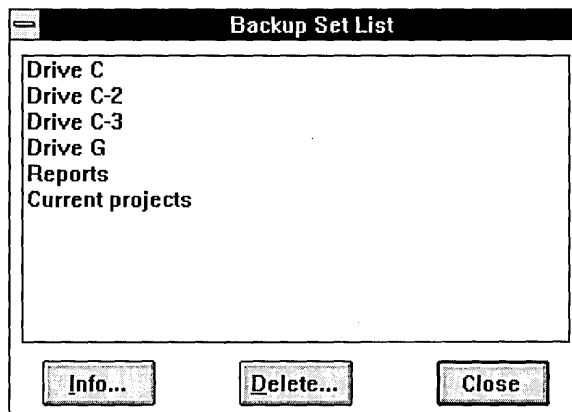 Backup Set List
Drive C
Drive C-2
Drive C-3
Drive G
Reports
Current projects
Info... Delete... Close